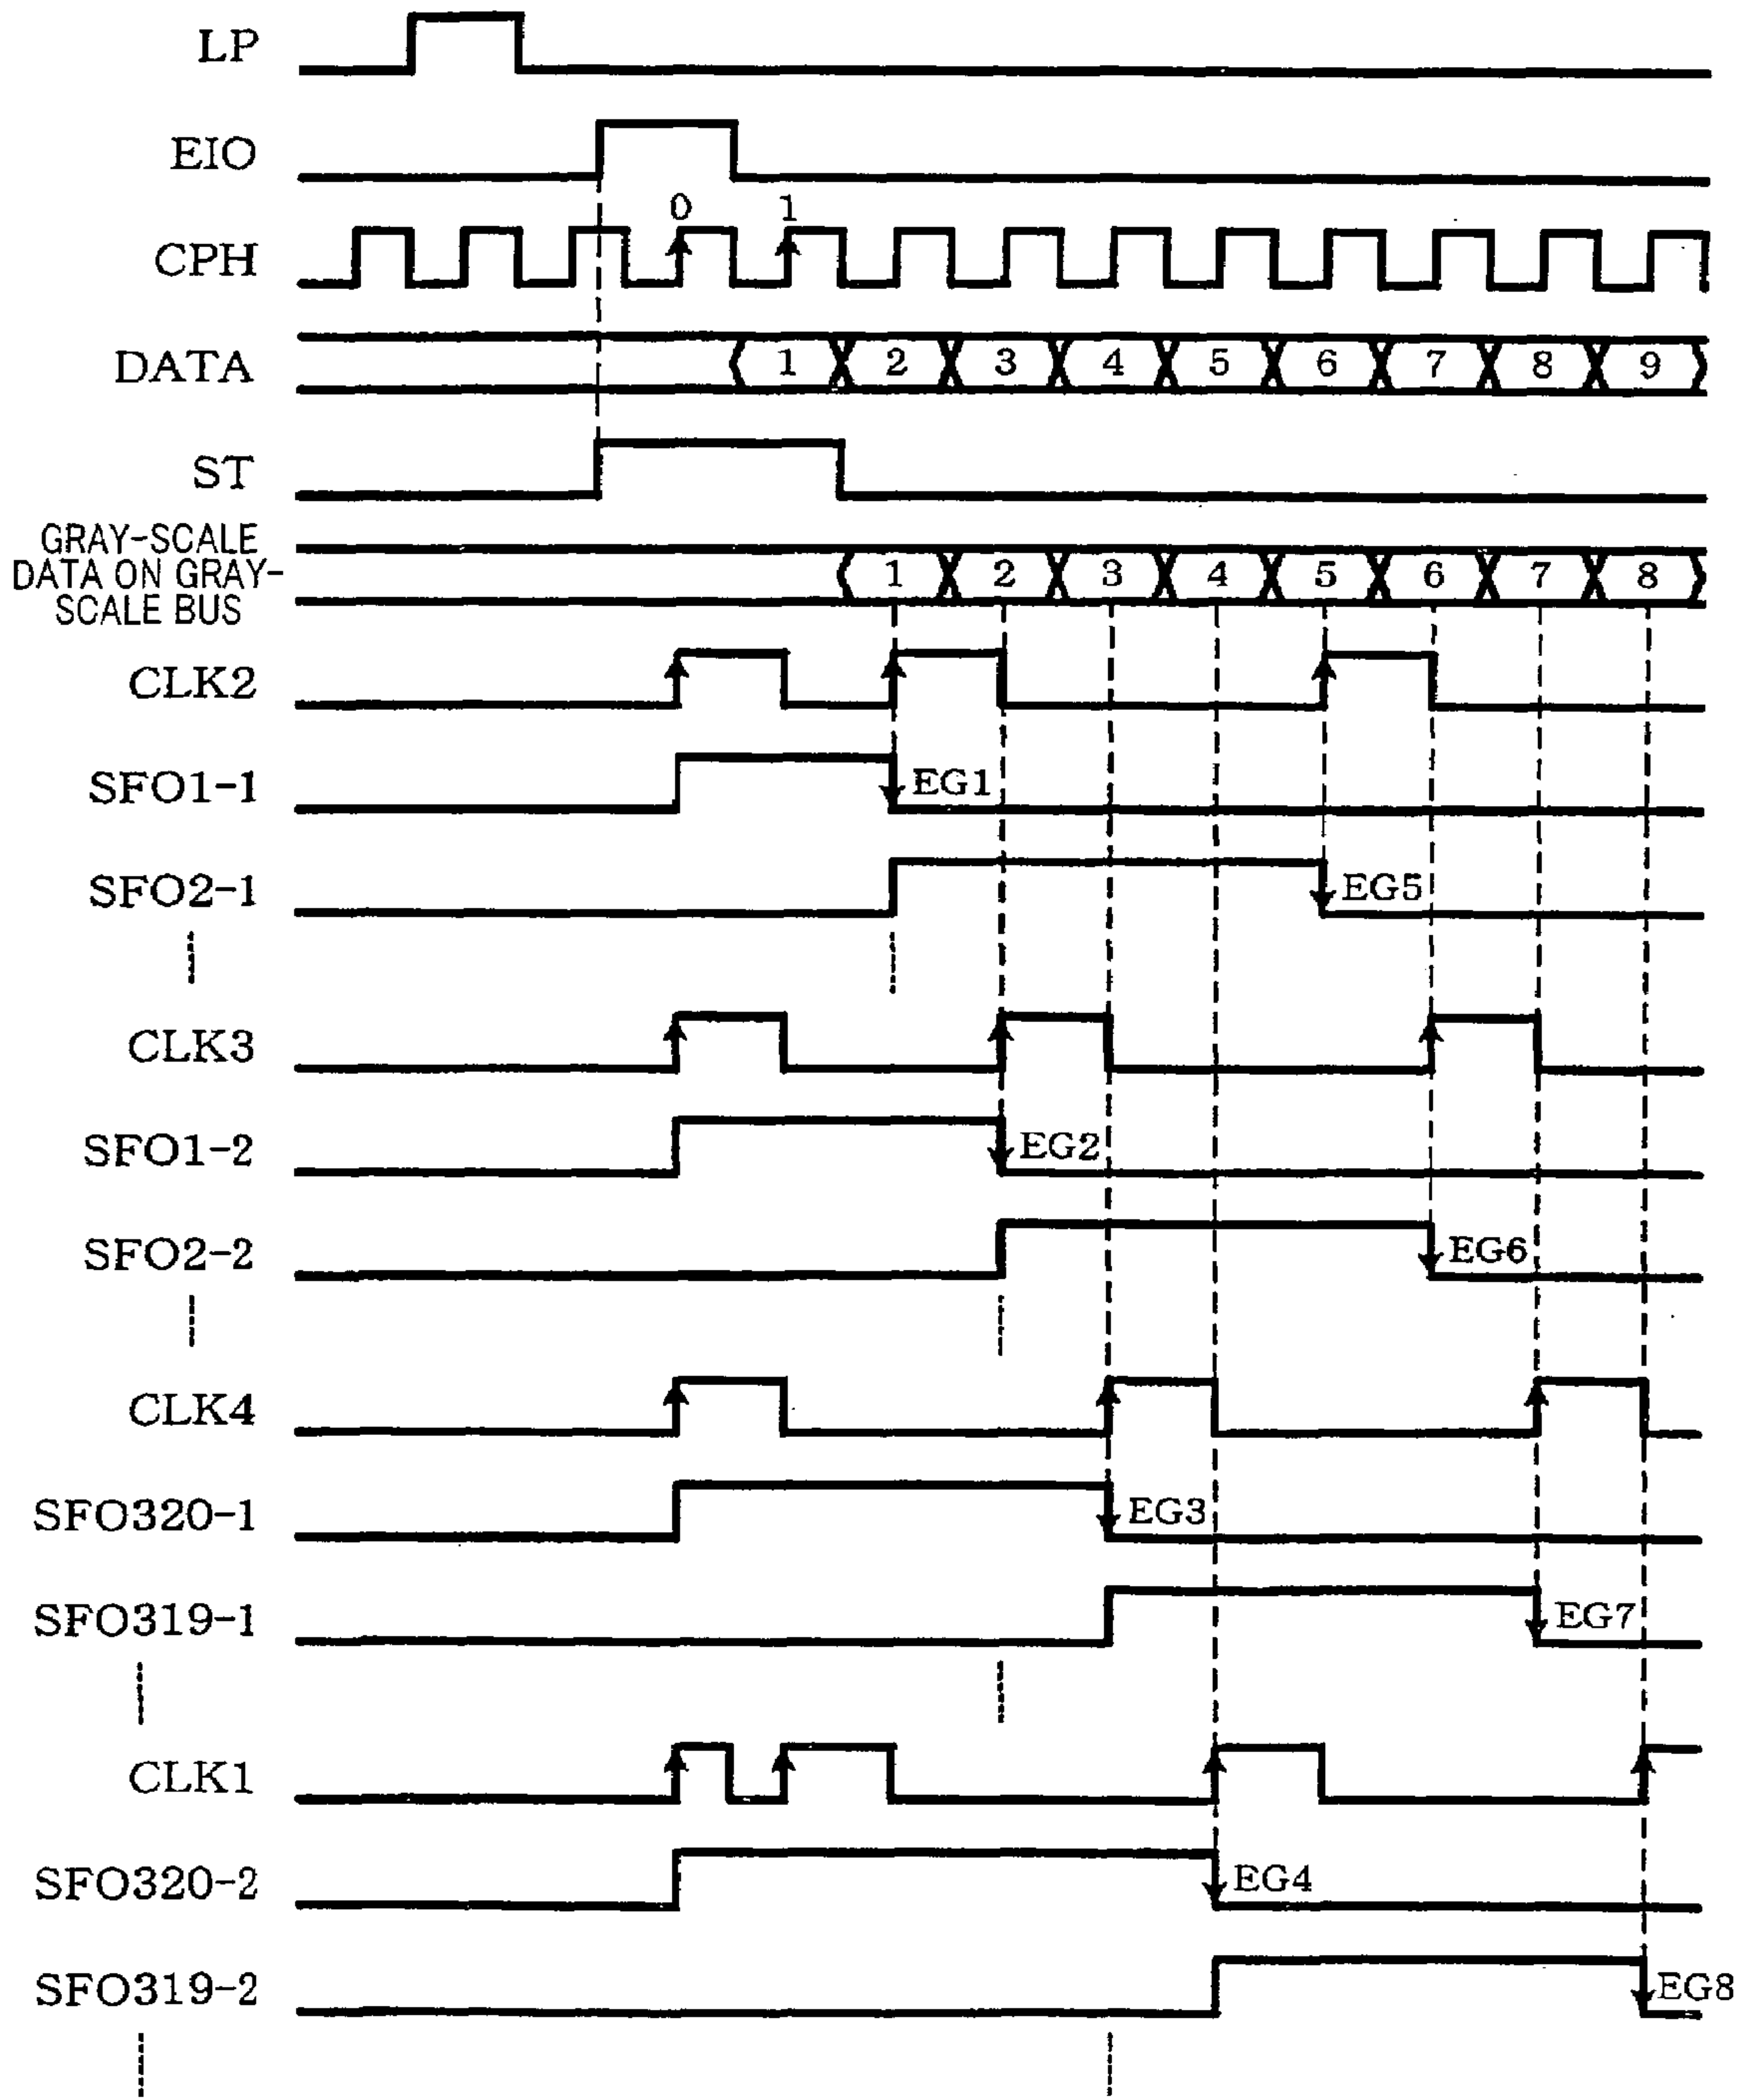 LP
EIO
0 1
CPH
DATA 1 2 3 4 5 6 7 8 9
ST
GRAY-SCALE
DATA ON GRAY-
SCALE BUS
1 2 3 4 5 6 7 8
CLK2
SFO1-1 EG1
SFO2-1 EG5
CLK3
SFO1-2 EG2
SFO2-2 EG6
CLK4
SFO320-1 EG3
SFO319-1 EG7
CLK1
SFO320-2 EG4
SFO319-2 EG8